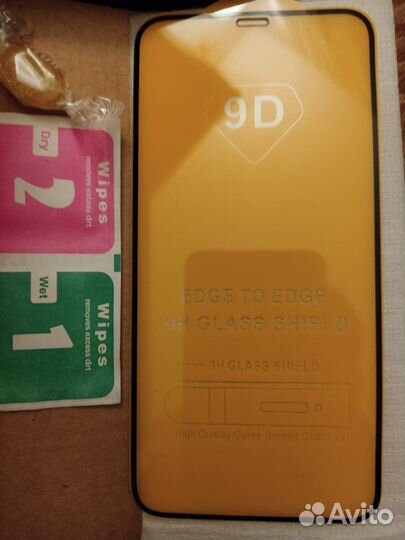 9D
EDGE TO EDGE
9H GLASS SHIELD
9H GLASS SHIELD
High Quality Curve Screen Guard
Dry
2
Wipes
removes excess dirt
Wet
1
Wipes
removes excess dirt
Avito